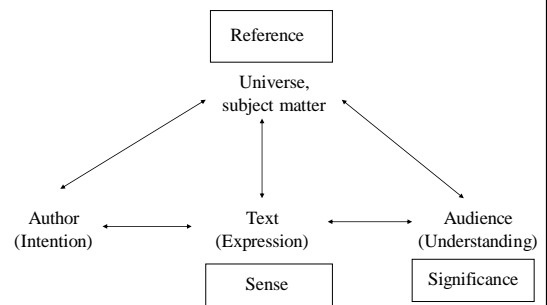 Reference
Universe,
subject matter
Author
(Intention)
Text
(Expression)
Audience
(Understanding)
Sense
Significance